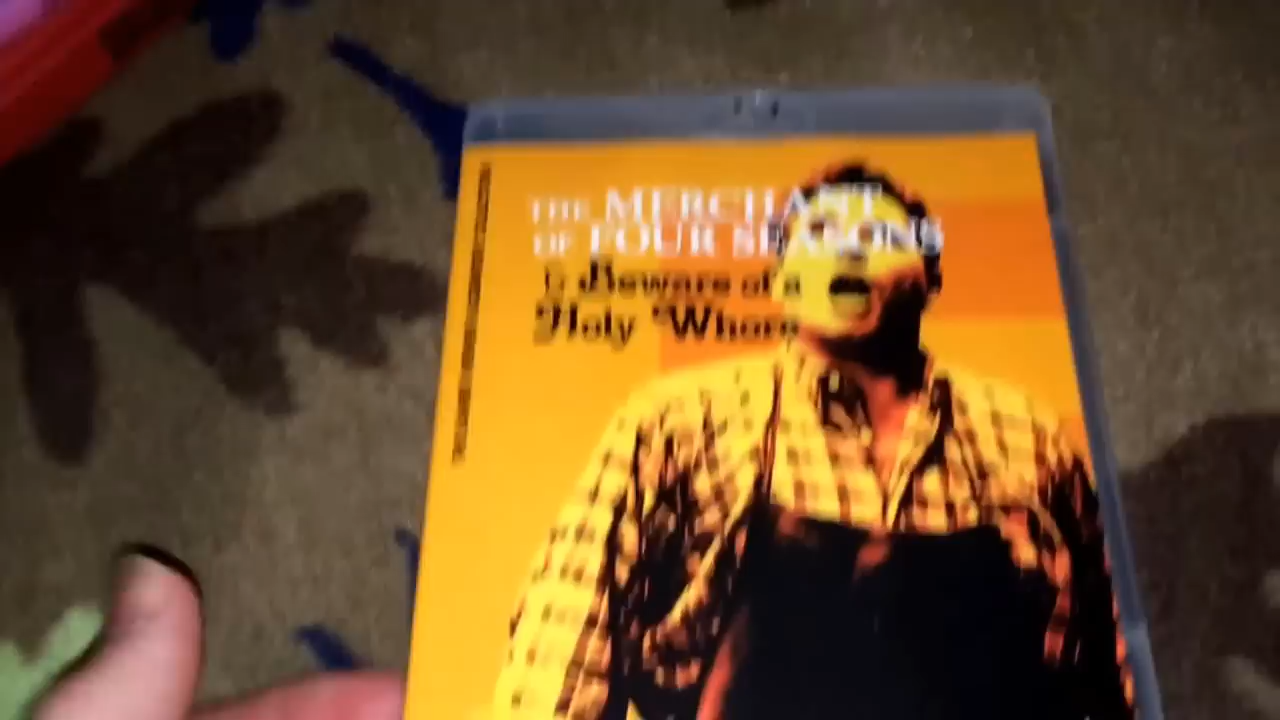 THE MERCHANT
OF FOUR SEASONS
& Beware of a
Holy Whore